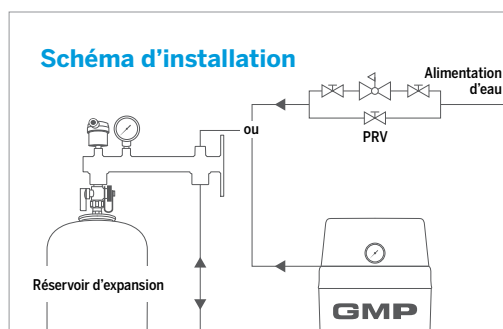 Schéma d'installation
Alimentation
d'eau
ou
PRV
Réservoir d'expansion
GMP